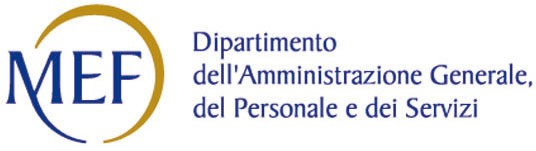 MEF
Dipartimento
dell'Amministrazione Generale,
del Personale e dei Servizi